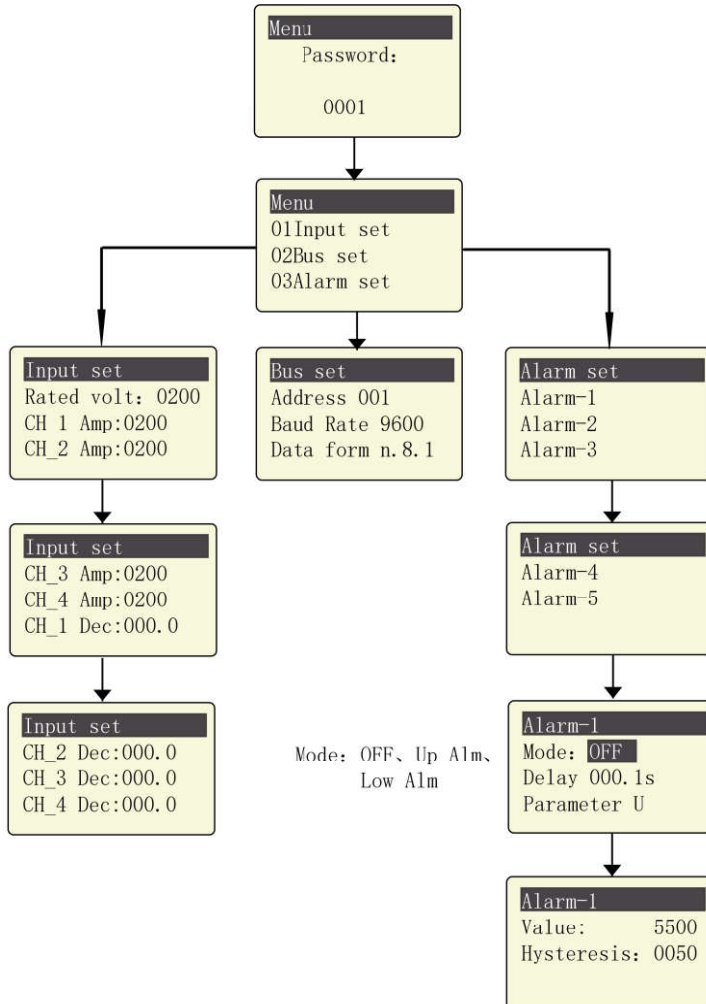 Menu
Password:
0001
Menu
01Input set
02Bus set
03Alarm set
Input set
Rated volt: 0200
CH 1 Amp:0200
CH_2 Amp:0200
Bus set
Address 001
Baud Rate 9600
Data form n.8.1
Alarm set
Alarm-1
Alarm-2
Alarm-3
Input set
CH_3 Amp:0200
CH_4 Amp:0200
CH_1 Dec:000.0
Alarm set
Alarm-4
Alarm-5
Input set
CH_2 Dec:000.0
CH_3 Dec:000.0
CH_4 Dec:000.0
Mode: OFF、Up Alm、
Low Alm
Alarm-1
Mode: OFF
Delay 000.1s
Parameter U
Alarm-1
Value: 5500
Hysteresis: 0050